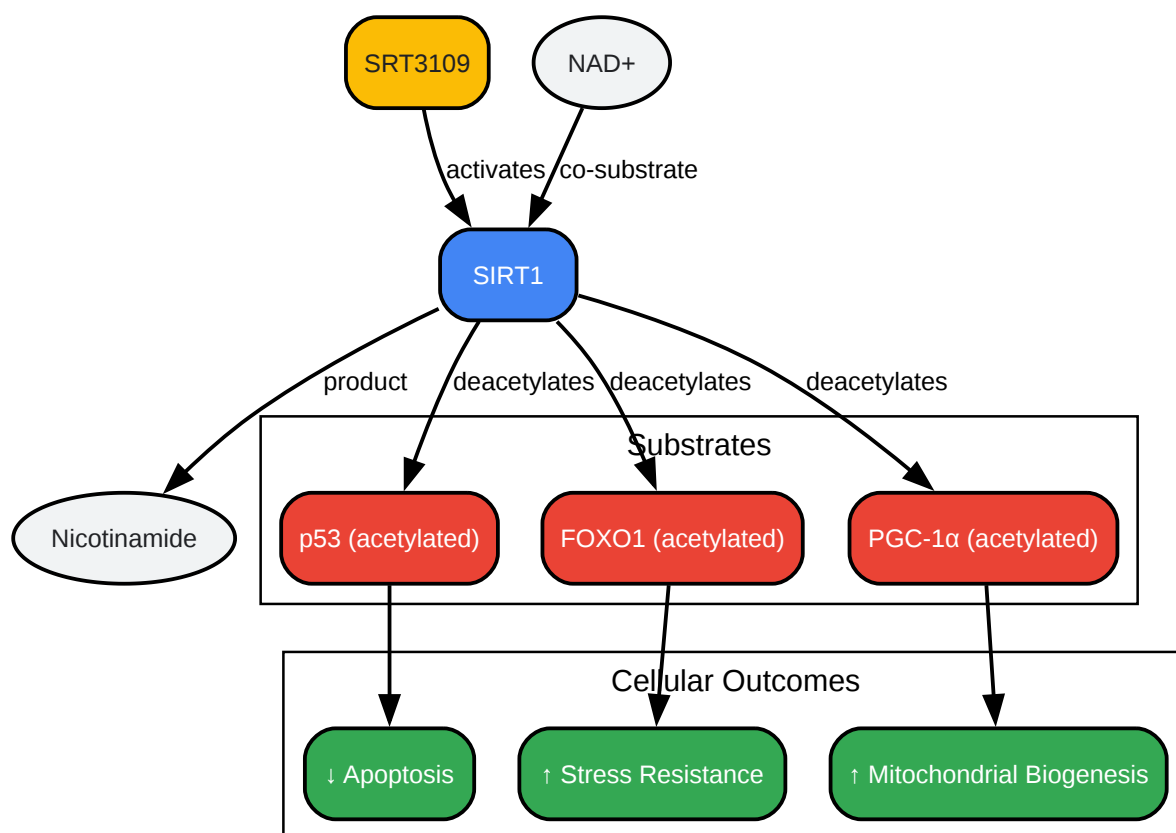 SRT3109
NAD+
activates
co-substrate
SIRT1
product
deacetylates
deacetylates
deacetylates
Substrates
Nicotinamide
p53 (acetylated)
FOXO1 (acetylated)
PGC-1α (acetylated)
Cellular Outcomes
↓ Apoptosis
↑ Stress Resistance
↑ Mitochondrial Biogenesis